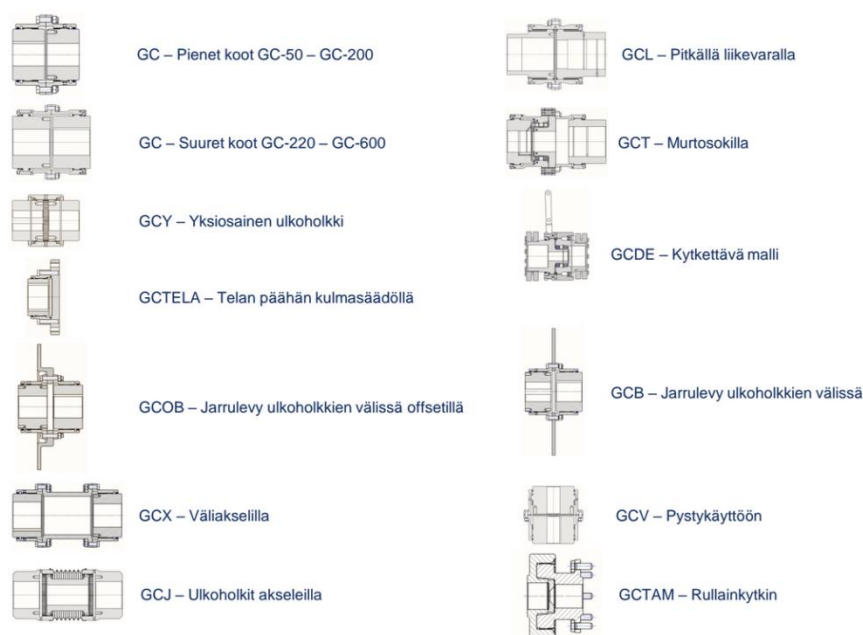 GC – Pienet koot GC-50 – GC-200
GC – Suuret koot GC-220 – GC-600
GCY – Yksiosainen ulkoholkki
GCTELA – Telan päähän kulmasäädöllä
GCOB – Jarrulevy ulkoholkkien välissä offsetillä
GCX – Väliakselilla
GCJ – Ulkoholkit akseleilla
GCL – Pitkällä liikevaralla
GCT – Murtosokilla
GCDE – Kytkettävä malli
GCB – Jarrulevy ulkoholkkien välissä
GCV – Pystykäyttöön
GCTAM – Rullainkytkin